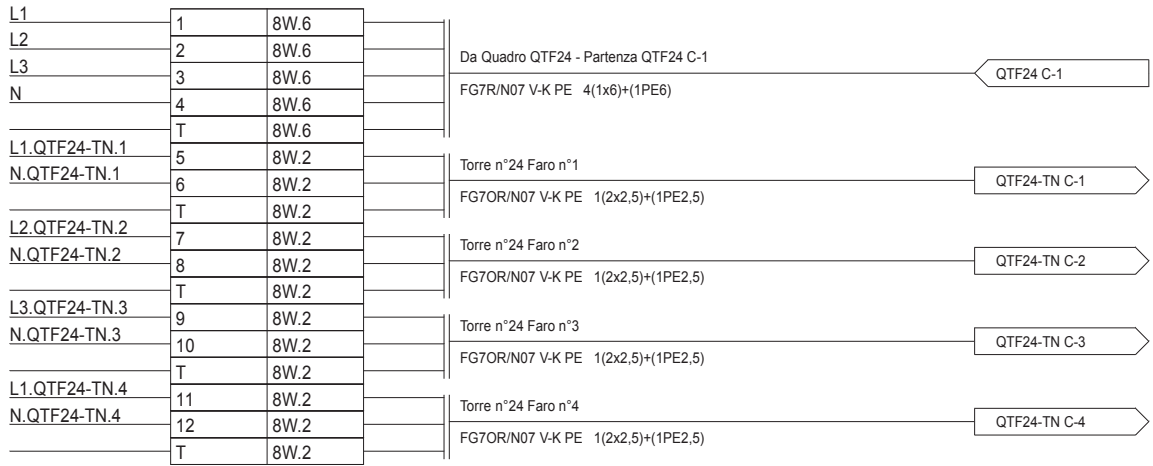 L1 1 8W.6
L2 2 8W.6
L3 3 8W.6
N 4 8W.6
T 8W.6
Da Quadro QTF24 - Partenza QTF24 C-1
FG7R/N07 V-K PE 4(1x6)+(1PE6)
QTF24 C-1
L1.QTF24-TN.1 5 8W.2
N.QTF24-TN.1 6 8W.2
T 8W.2
Torre n°24 Faro n°1
FG7OR/N07 V-K PE 1(2x2,5)+(1PE2,5)
QTF24-TN C-1
L2.QTF24-TN.2 7 8W.2
N.QTF24-TN.2 8 8W.2
T 8W.2
Torre n°24 Faro n°2
FG7OR/N07 V-K PE 1(2x2,5)+(1PE2,5)
QTF24-TN C-2
L3.QTF24-TN.3 9 8W.2
N.QTF24-TN.3 10 8W.2
T 8W.2
Torre n°24 Faro n°3
FG7OR/N07 V-K PE 1(2x2,5)+(1PE2,5)
QTF24-TN C-3
L1.QTF24-TN.4 11 8W.2
N.QTF24-TN.4 12 8W.2
T 8W.2
Torre n°24 Faro n°4
FG7OR/N07 V-K PE 1(2x2,5)+(1PE2,5)
QTF24-TN C-4